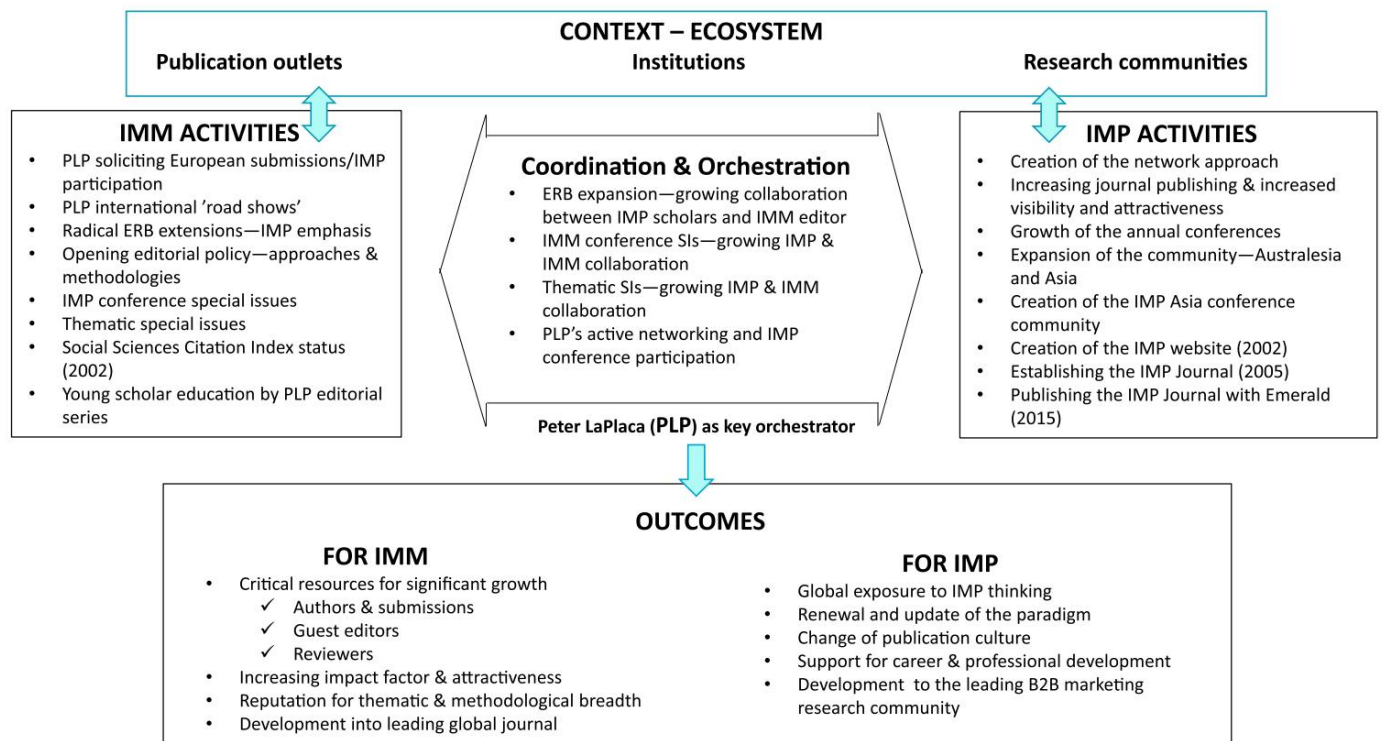 CONTEXT – ECOSYSTEM
Publication outlets
Institutions
Research communities
IMM ACTIVITIES
• PLP soliciting European submissions/IMP
participation
• PLP international 'road shows'
• Radical ERB extensions—IMP emphasis
• Opening editorial policy—approaches &
methodologies
• IMP conference special issues
• Thematic special issues
• Social Sciences Citation Index status
(2002)
• Young scholar education by PLP editorial
series
Coordination & Orchestration
• ERB expansion—growing collaboration
between IMP scholars and IMM editor
• IMM conference SIs—growing IMP &
IMM collaboration
• Thematic SIs—growing IMP & IMM
collaboration
• PLP's active networking and IMP
conference participation
Peter LaPlaca (PLP) as key orchestrator
IMP ACTIVITIES
• Creation of the network approach
• Increasing journal publishing & increased
visibility and attractiveness
• Growth of the annual conferences
• Expansion of the community—Australesia
and Asia
• Creation of the IMP Asia conference
community
• Creation of the IMP website (2002)
• Establishing the IMP Journal (2005)
• Publishing the IMP Journal with Emerald
(2015)
OUTCOMES
FOR IMM
• Critical resources for significant growth
✓ Authors & submissions
✓ Guest editors
✓ Reviewers
• Increasing impact factor & attractiveness
• Reputation for thematic & methodological breadth
• Development into leading global journal
FOR IMP
• Global exposure to IMP thinking
• Renewal and update of the paradigm
• Change of publication culture
• Support for career & professional development
• Development to the leading B2B marketing
research community